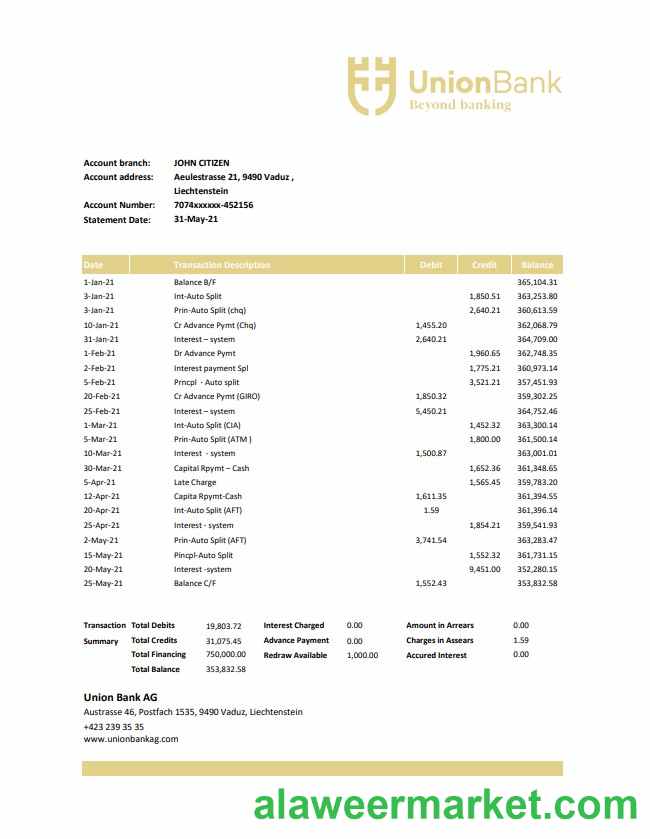 UnionBank
Beyond banking
Account branch: JOHN CITIZEN
Account address: Aeulestrasse 21, 9490 Vaduz ,
Liechtenstein
Account Number: 7074xxxxxx-452156
Statement Date: 31-May-21
Date Transaction Description Debit Credit Balance
1-Jan-21 Balance B/F 365,104.31
3-Jan-21 Int-Auto Split 1,850.51 363,253.80
3-Jan-21 Prin-Auto Split (chq) 2,640.21 360,613.59
10-Jan-21 Cr Advance Pymt (Chq) 1,455.20 362,068.79
31-Jan-21 Interest – system 2,640.21 364,709.00
1-Feb-21 Dr Advance Pymt 1,960.65 362,748.35
2-Feb-21 Interest payment Spl 1,775.21 360,973.14
5-Feb-21 Prncpl - Auto split 3,521.21 357,451.93
20-Feb-21 Cr Advance Pymt (GIRO) 1,850.32 359,302.25
25-Feb-21 Interest – system 5,450.21 364,752.46
1-Mar-21 Int-Auto Split (CIA) 1,452.32 363,300.14
5-Mar-21 Prin-Auto Split (ATM ) 1,800.00 361,500.14
10-Mar-21 Interest - system 1,500.87 363,001.01
30-Mar-21 Capital Rpymt – Cash 1,652.36 361,348.65
5-Apr-21 Late Charge 1,565.45 359,783.20
12-Apr-21 Capita Rpymt-Cash 1,611.35 361,394.55
20-Apr-21 Int-Auto Split (AFT) 1.59 361,396.14
25-Apr-21 Interest - system 1,854.21 359,541.93
2-May-21 Prin-Auto Split (AFT) 3,741.54 363,283.47
15-May-21 Pincpl-Auto Split 1,552.32 361,731.15
20-May-21 Interest -system 9,451.00 352,280.15
25-May-21 Balance C/F 1,552.43 353,832.58
Transaction Total Debits 19,803.72 Interest Charged 0.00 Amount in Arrears 0.00
Summary Total Credits 31,075.45 Advance Payment 0.00 Charges in Assears 1.59
Total Financing 750,000.00 Redraw Available 1,000.00 Accured Interest 0.00
Total Balance 353,832.58
Union Bank AG
Austrasse 46, Postfach 1535, 9490 Vaduz, Liechtenstein
+423 239 35 35
www.unionbankag.com
alaweermarket.com